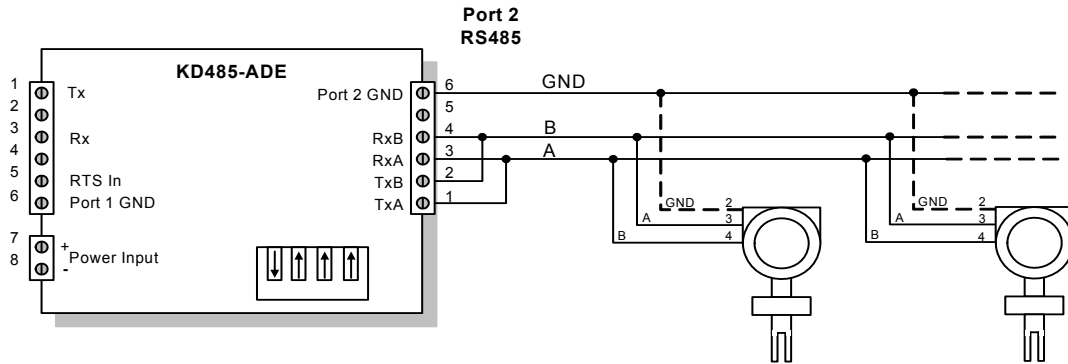 Port 2
RS485
KD485-ADE
1
Tx
2
3
Rx
4
5
RTS In
6
Port 1 GND
7
+
Power Input
8
-
Port 2 GND
6
5
RxB
4
RxA
3
TxB
2
TxA
1
GND
B
A
GND
2
A
3
B
4
GND
2
A
3
B
4